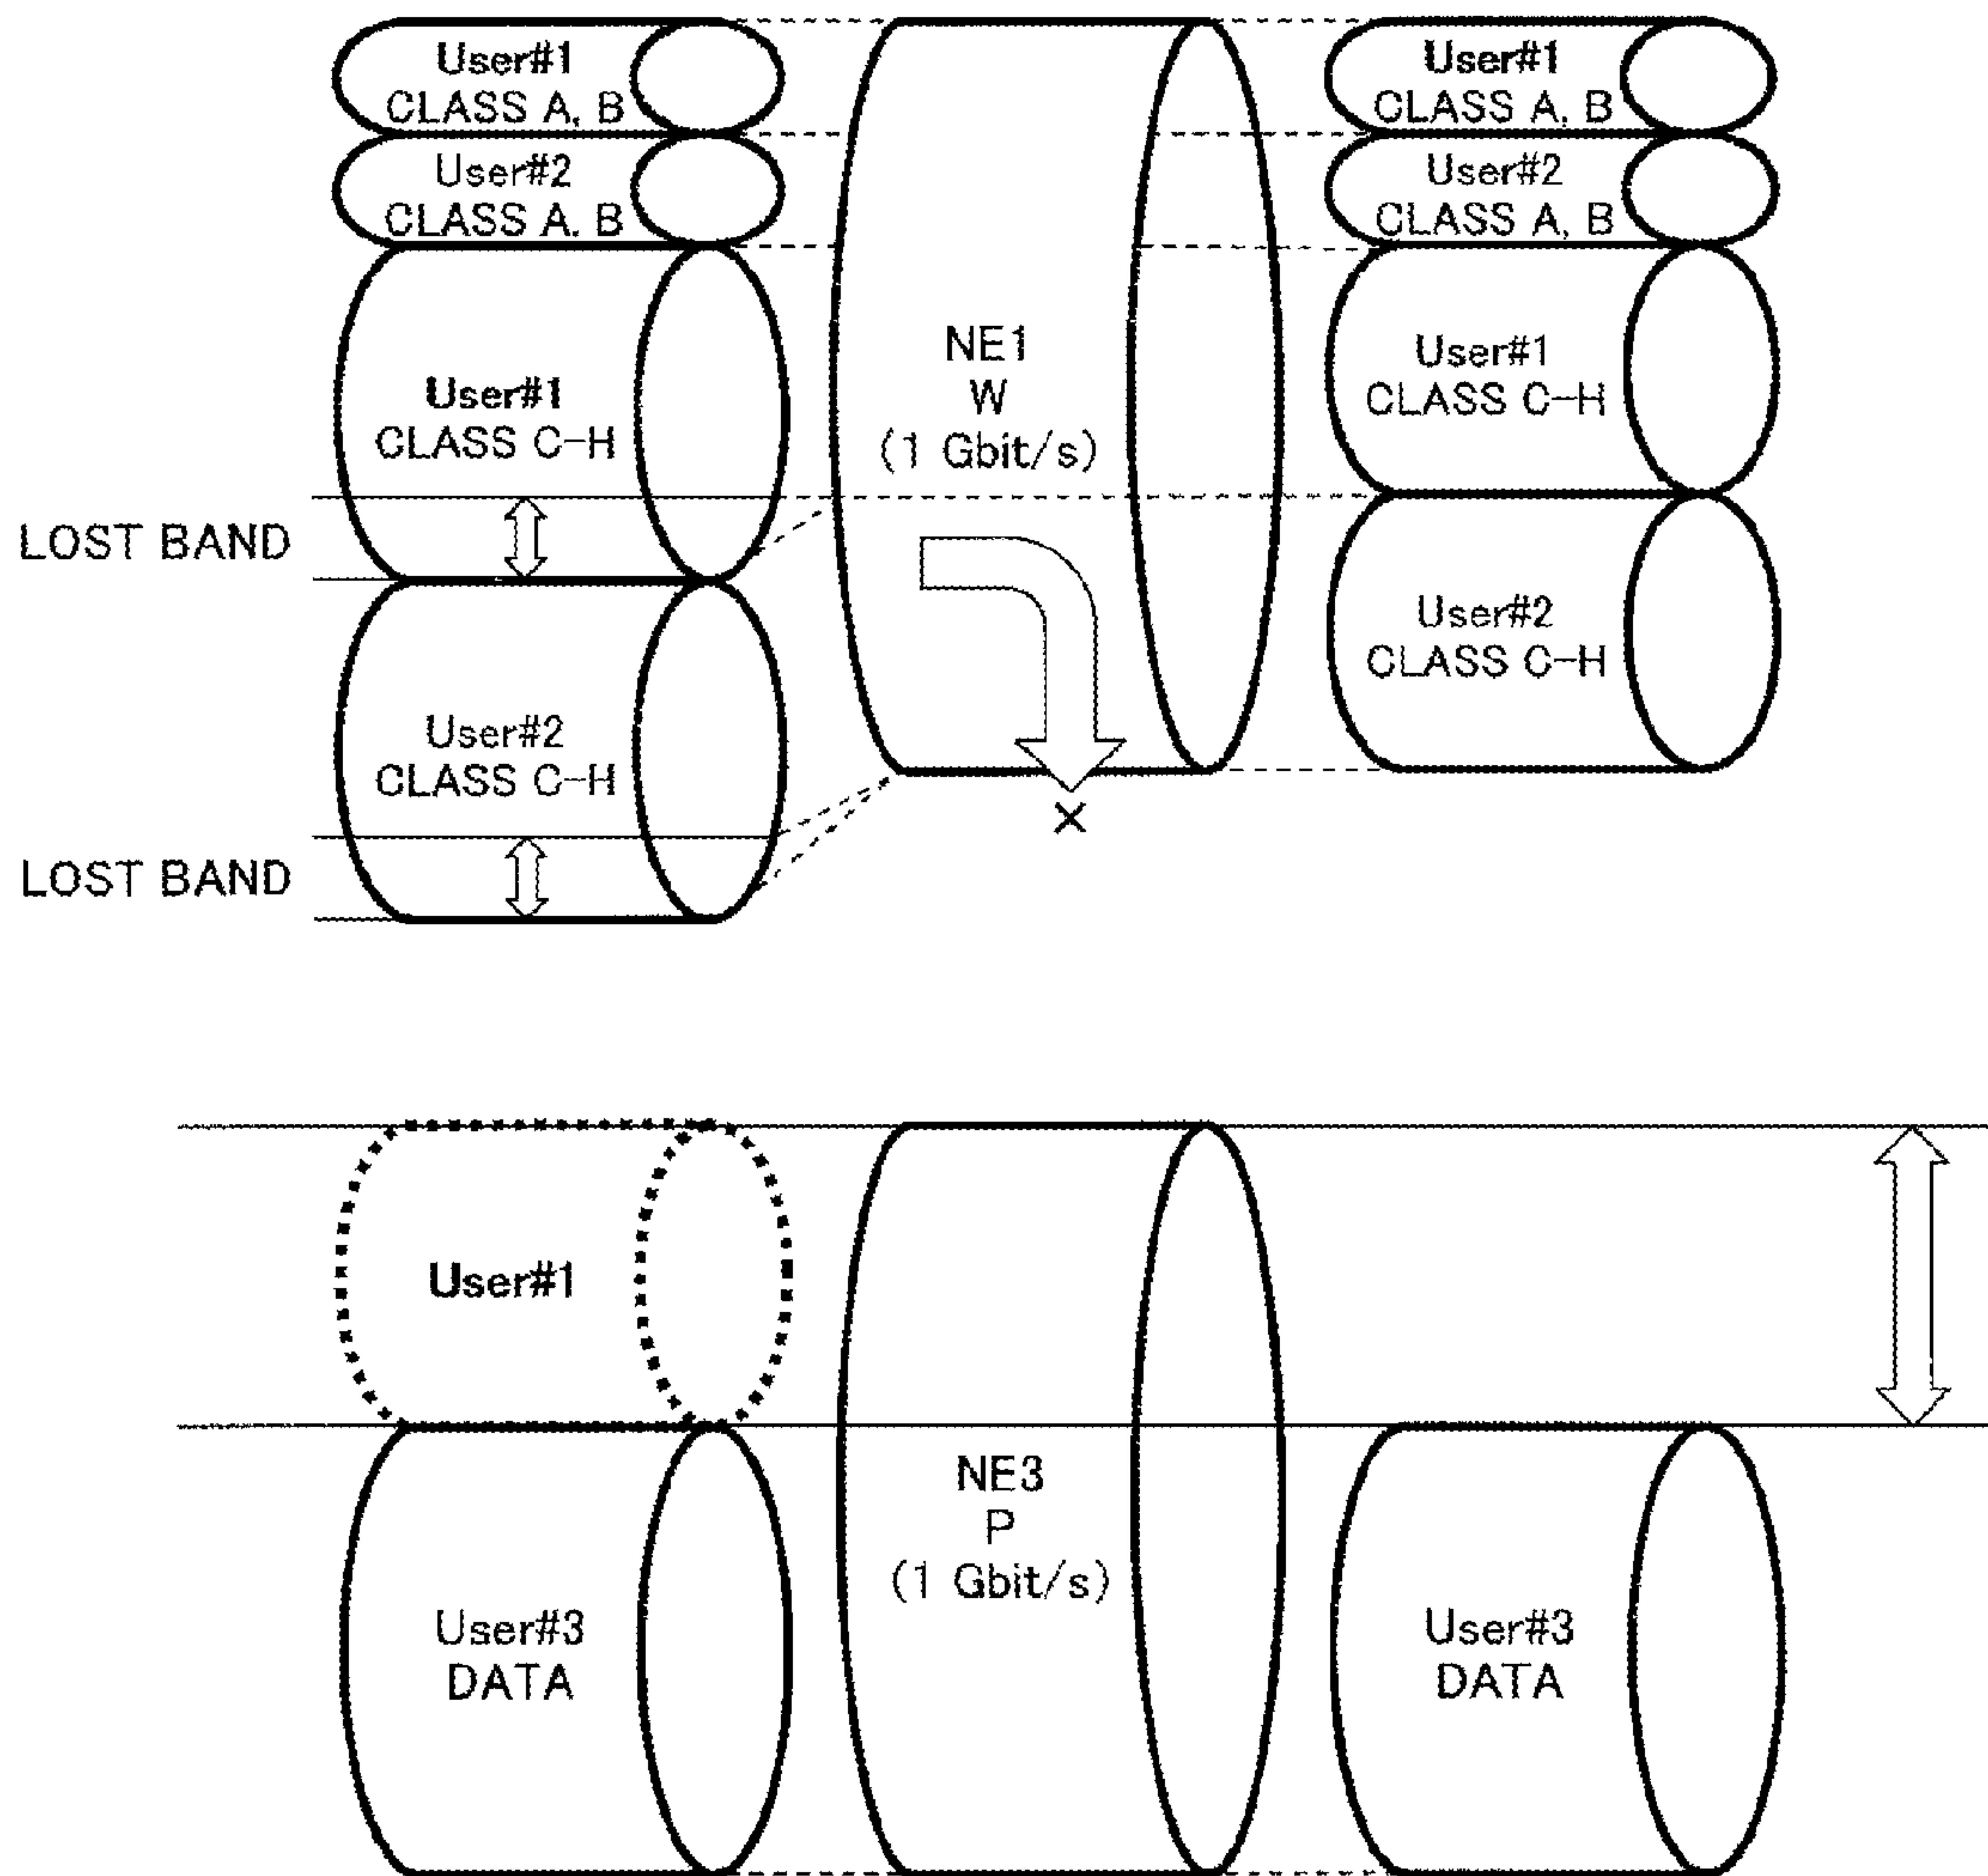 User#1
CLASS A, B
User#2
CLASS A, B
User#1
CLASS C-H
LOST BAND
User#2
CLASS C-H
LOST BAND
NE1
W
(1 Gbit/s)
×
User#1
CLASS A, B
User#2
CLASS A, B
User#1
CLASS C-H
User#2
CLASS C-H
User#1
User#3
DATA
NE3
P
(1 Gbit/s)
User#3
DATA